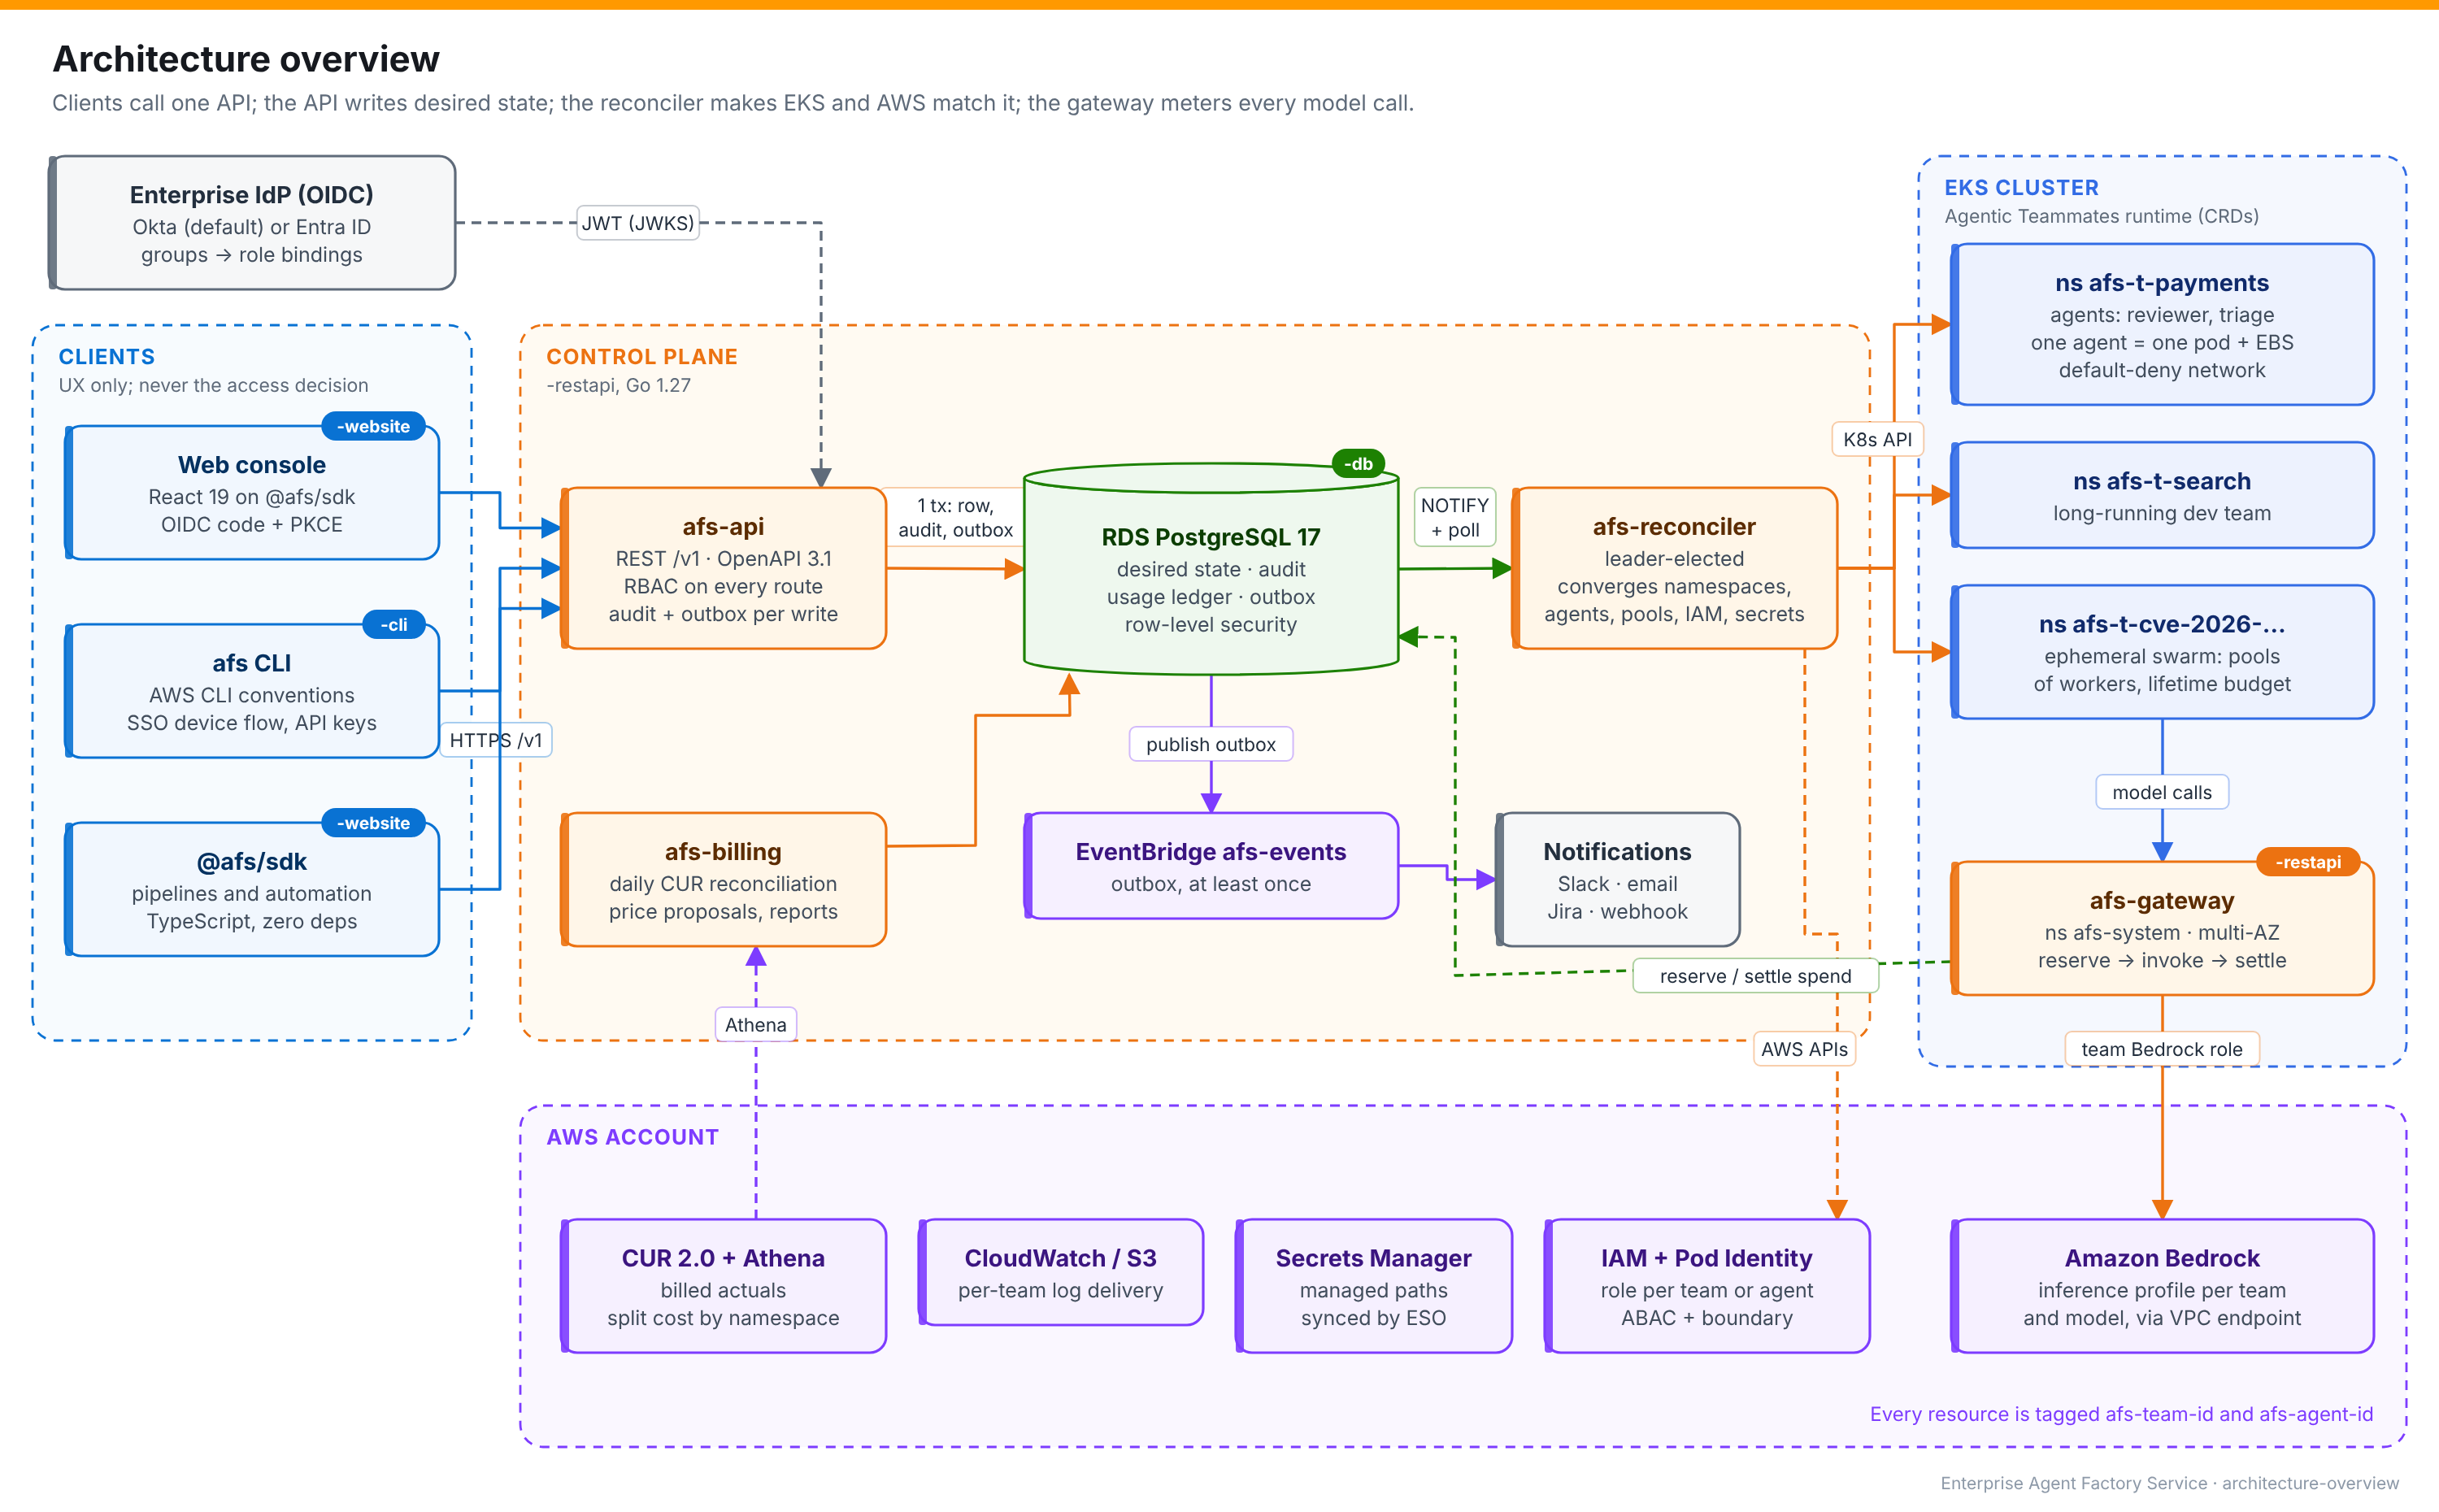 Architecture overview
Clients call one API; the API writes desired state; the reconciler makes EKS and AWS match it; the gateway meters every model call.
Enterprise IdP (OIDC)
Okta (default) or Entra ID
groups → role bindings
JWT (JWKS)
CLIENTS
UX only; never the access decision
-website
Web console
React 19 on @afs/sdk
OIDC code + PKCE
-cli
afs CLI
AWS CLI conventions
SSO device flow, API keys
HTTPS /v1
-website
@afs/sdk
pipelines and automation
TypeScript, zero deps
CONTROL PLANE
-restapi, Go 1.27
afs-api
REST /v1 · OpenAPI 3.1
RBAC on every route
audit + outbox per write
1 tx: row,
audit, outbox
-db
RDS PostgreSQL 17
desired state · audit
usage ledger · outbox
row-level security
NOTIFY
+ poll
afs-reconciler
leader-elected
converges namespaces,
agents, pools, IAM, secrets
publish outbox
afs-billing
daily CUR reconciliation
price proposals, reports
EventBridge afs-events
outbox, at least once
Notifications
Slack · email
Jira · webhook
reserve / settle spend
Athena
AWS APIs
K8s API
EKS CLUSTER
Agentic Teammates runtime (CRDs)
ns afs-t-payments
agents: reviewer, triage
one agent = one pod + EBS
default-deny network
ns afs-t-search
long-running dev team
ns afs-t-cve-2026-...
ephemeral swarm: pools
of workers, lifetime budget
model calls
-restapi
afs-gateway
ns afs-system · multi-AZ
reserve → invoke → settle
team Bedrock role
AWS ACCOUNT
CUR 2.0 + Athena
billed actuals
split cost by namespace
CloudWatch / S3
per-team log delivery
Secrets Manager
managed paths
synced by ESO
IAM + Pod Identity
role per team or agent
ABAC + boundary
Amazon Bedrock
inference profile per team
and model, via VPC endpoint
Every resource is tagged afs-team-id and afs-agent-id
Enterprise Agent Factory Service · architecture-overview